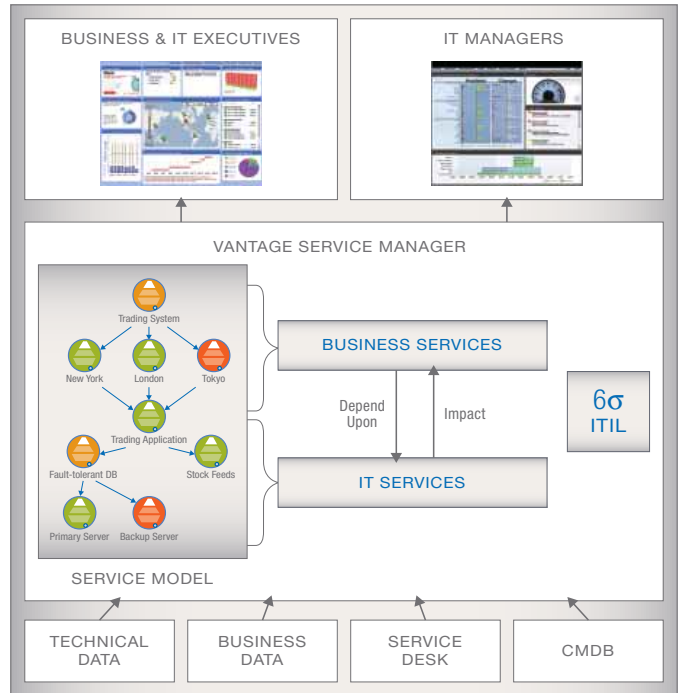 BUSINESS & IT EXECUTIVES
IT MANAGERS
VANTAGE SERVICE MANAGER
Trading System
New York
London
Tokyo
Trading Application
Fault-tolerant DB
Stock Feeds
Primary Server
Backup Server
SERVICE MODEL
BUSINESS SERVICES
Depend
Upon
Impact
IT SERVICES
6σ
ITIL
TECHNICAL
DATA
BUSINESS
DATA
SERVICE
DESK
CMDB